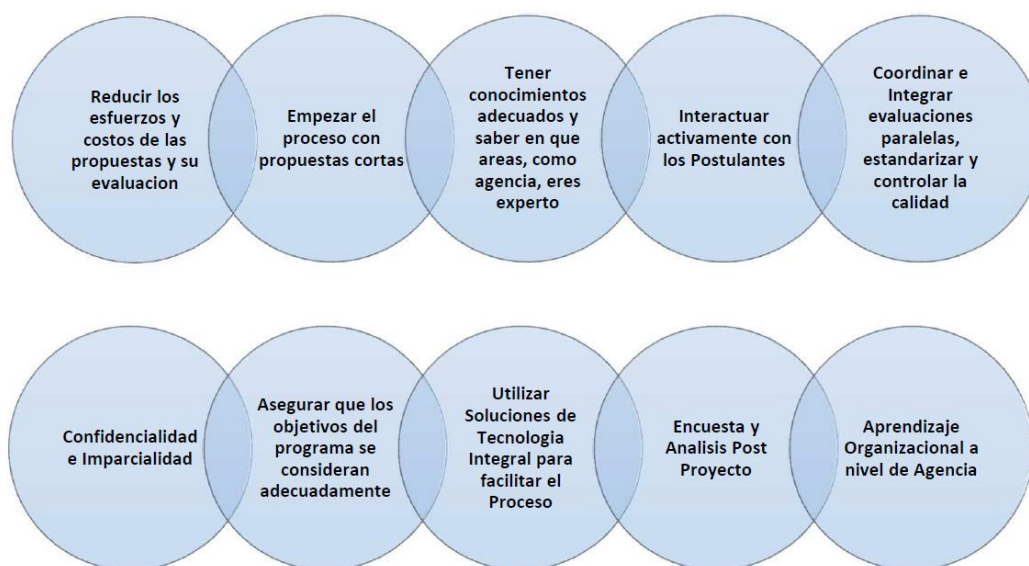 Reducir los
esfuerzos y
costos de las
propuestas y su
evaluacion
Empezar el
proceso con
propuestas cortas
Tener
conocimientos
adecuados y
saber en que
areas, como
agencia, eres
experto
Interactuar
activamente con
los Postulantes
Coordinar e
Integrar
evaluaciones
paralelas,
estandarizar y
controlar la
calidad
Confidencialidad
e Imparcialidad
Asegurar que los
objetivos del
programa se
consideran
adecuadamente
Utilizar
Soluciones de
Tecnologia
Integral para
facilitar el
Proceso
Encuesta y
Analisis Post
Proyecto
Aprendizaje
Organizacional a
nivel de Agencia